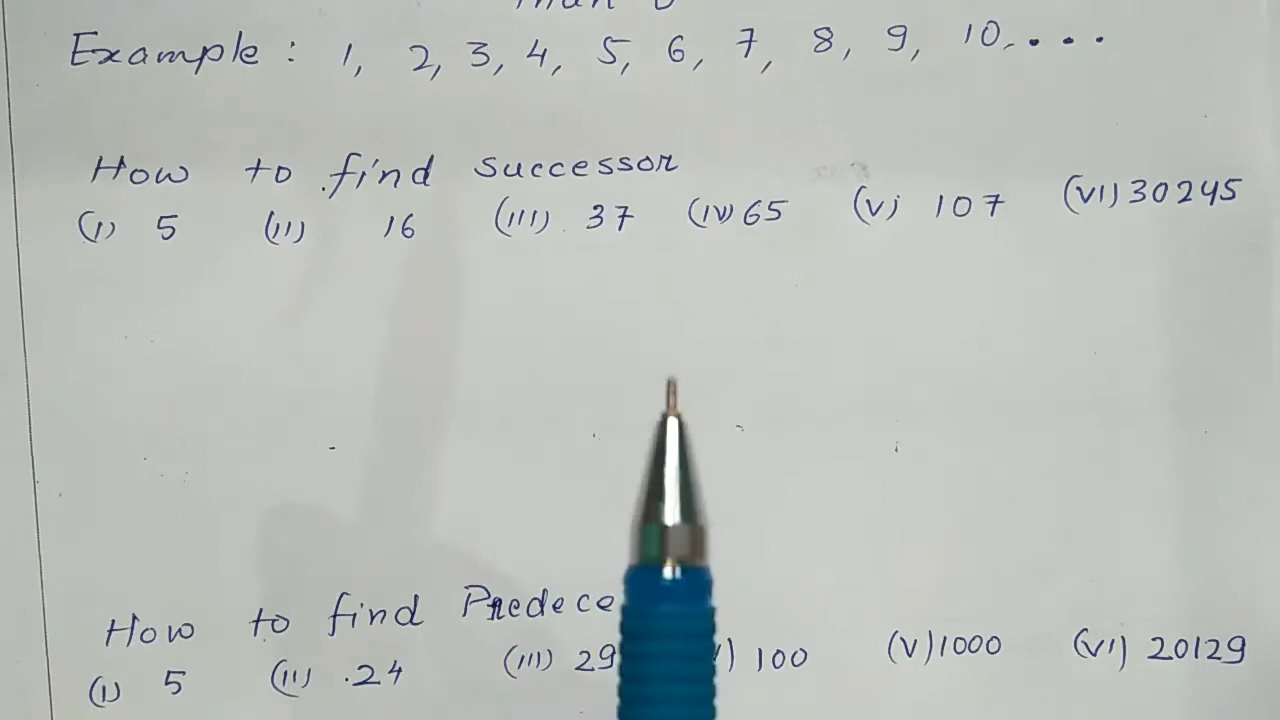 Example : 1, 2, 3, 4, 5, 6, 7, 8, 9, 10, ....
How to find successor
(I) 5 (II) 16 (III) 37 (IV) 65 (V) 107 (VI) 30245
How to find
(I) 5 (II) 24 (III) 29 100 (V) 1000 (VI) 20129